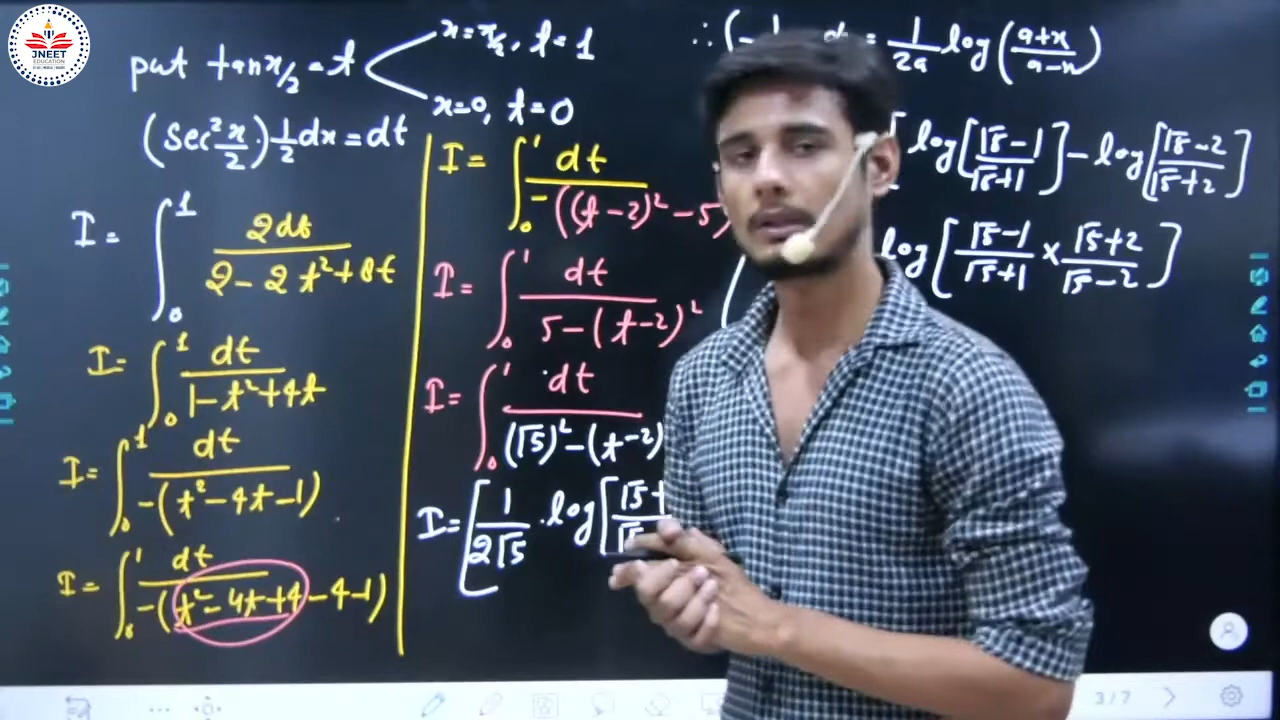 JNEET
EDUCATION
put tan x/2 = t
x = π/2, t = 1
x=0, t = 0
(sec² x/2)·1/2 dx = dt
I = ∫₀¹ 2dt / 2 - 2t² + 8t
I = ∫₀¹ dt / 1 - t² + 4t
I = ∫₀¹ dt / -(t² - 4t - 1)
I = ∫₀¹ dt / -(t² - 4t + 4 - 4 - 1)
I = ∫₀¹ dt / -((t - 2)² - 5
I = ∫₀¹ dt / 5 - (t - 2)²
I = ∫₀¹ dt / (√5)² - (t - 2)
I = [1/2√5 · log[√5 + / √5
∴ = 1/2a log(a+x / a-x)
log[√5 - 1 / √5 + 1] - log[√5 - 2 / √5 + 2]
log[√5 - 1 / √5 + 1 × √5 + 2 / √5 - 2]
3/7